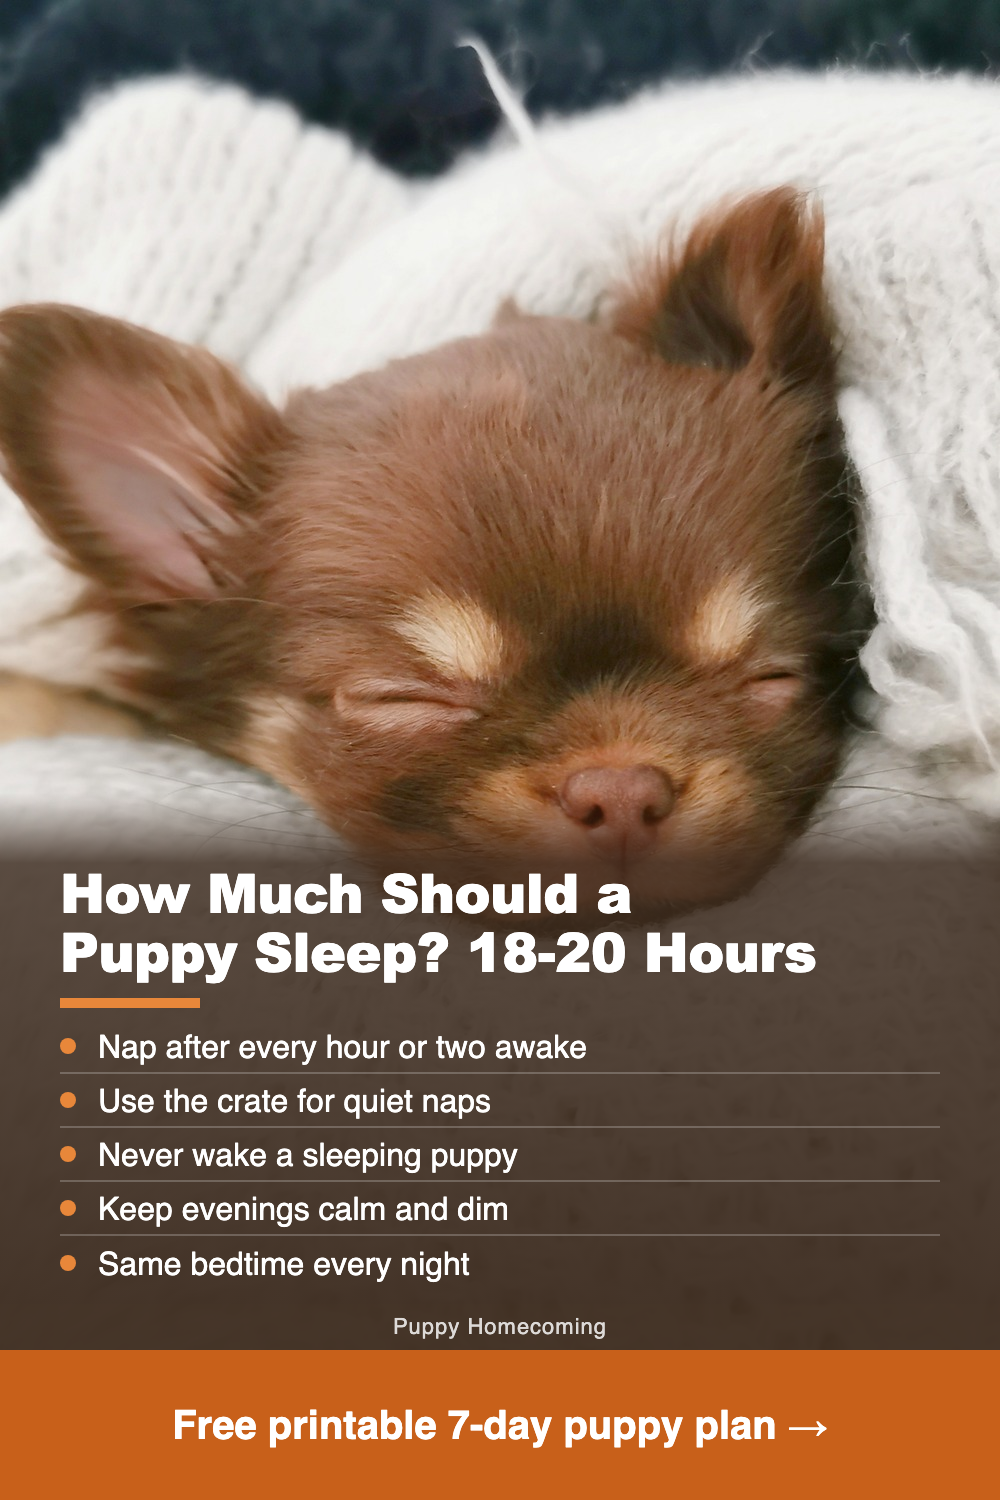 How Much Should a
Puppy Sleep? 18-20 Hours
Nap after every hour or two awake
Use the crate for quiet naps
Never wake a sleeping puppy
Keep evenings calm and dim
Same bedtime every night
Puppy Homecoming
Free printable 7-day puppy plan →